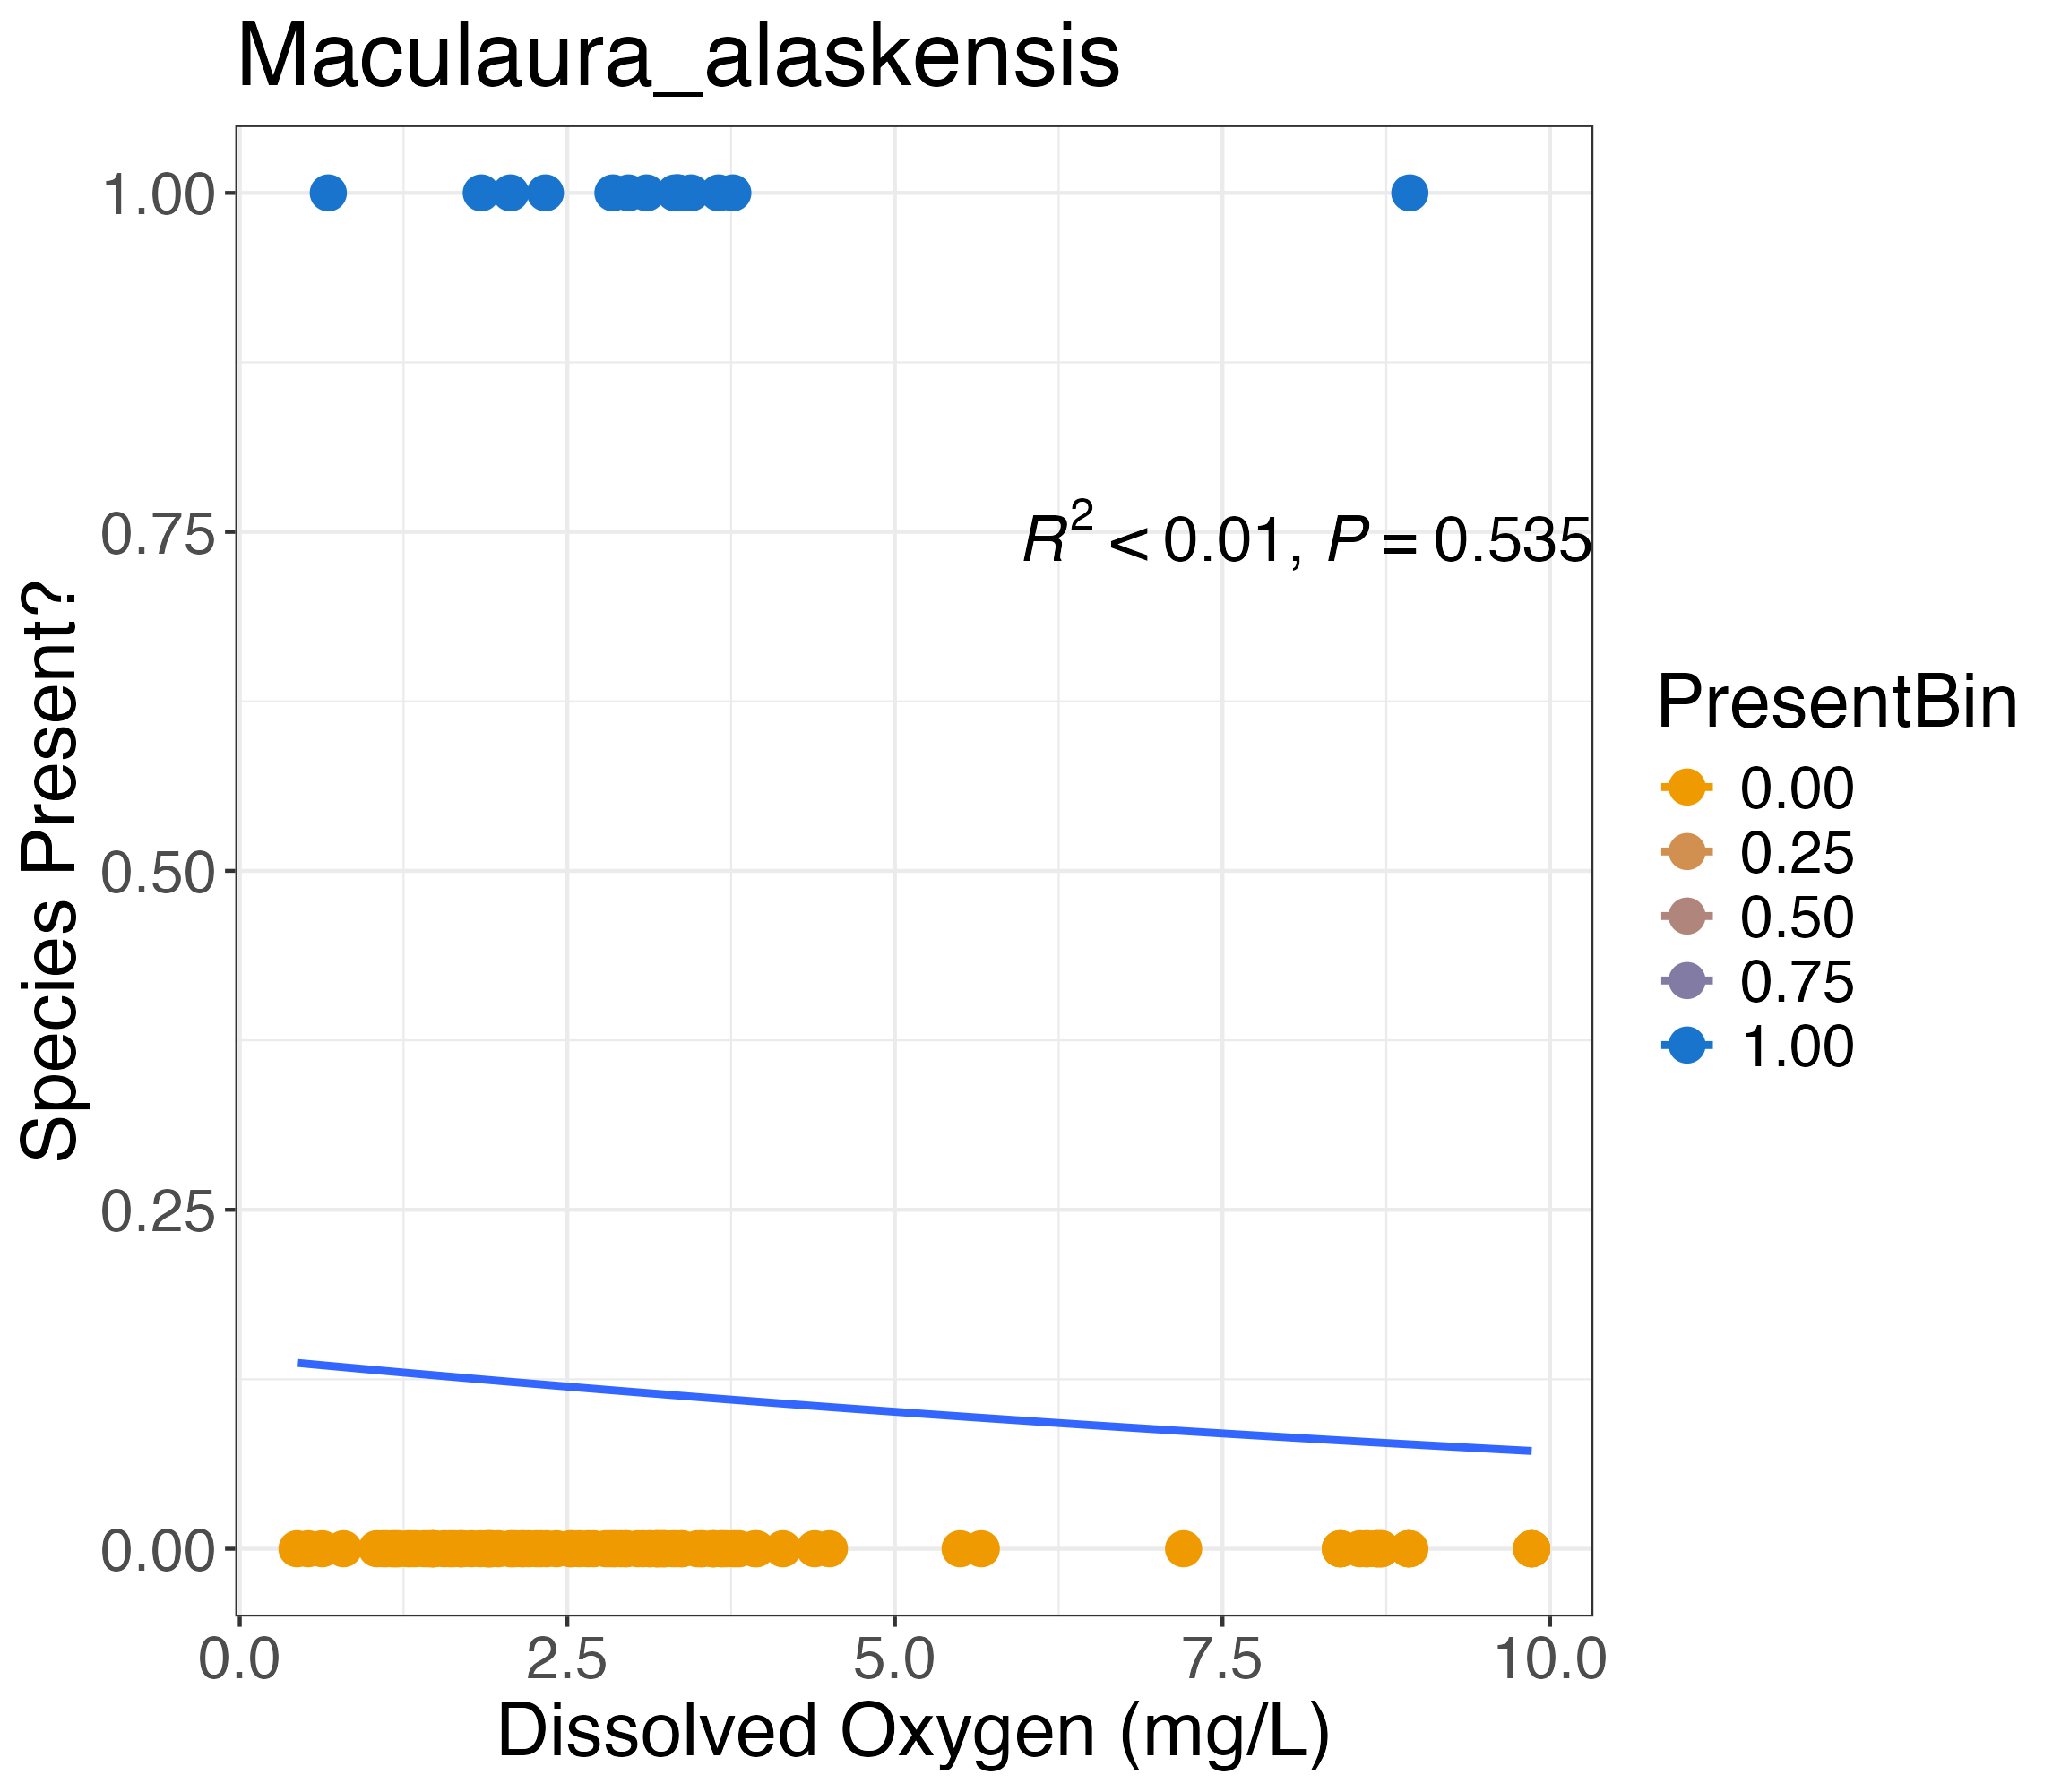 Maculaura_alaskensis
1.00
0.75
0.50
0.25
0.00
Species Present?
R² < 0.01, P = 0.535
0.0 2.5 5.0 7.5 10.0
Dissolved Oxygen (mg/L)
PresentBin
0.00
0.25
0.50
0.75
1.00